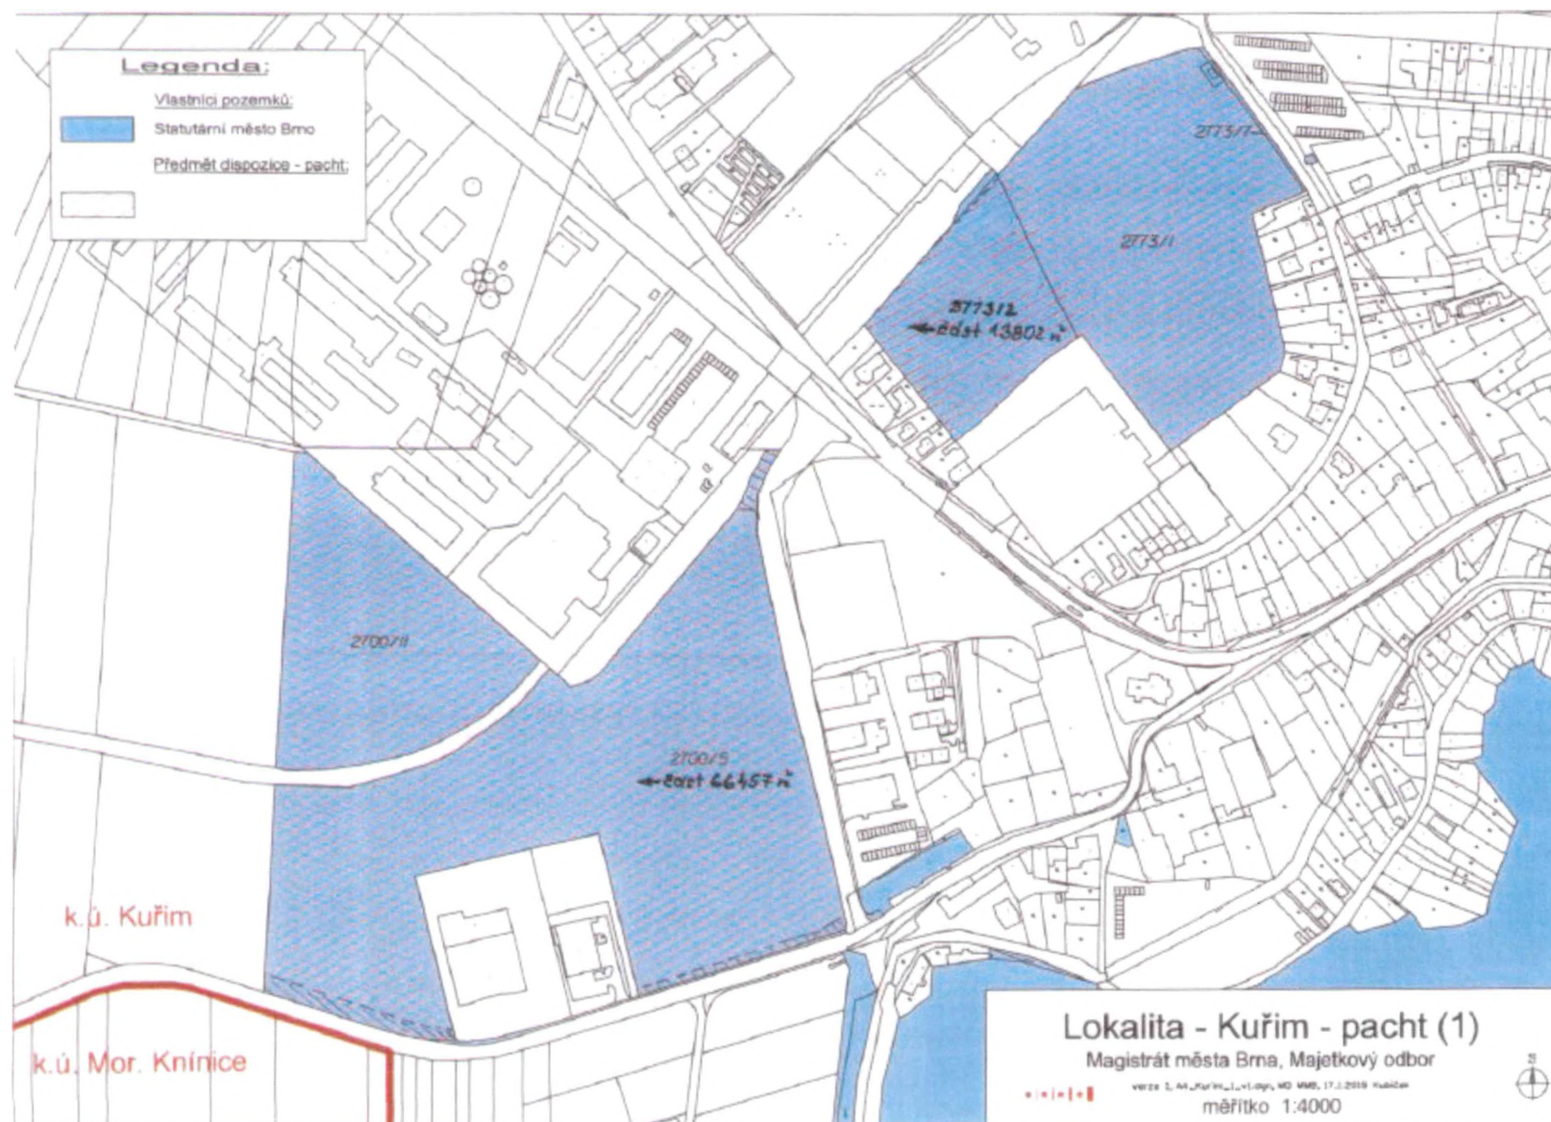 Legenda:
Vlastníci pozemků:
Statutární město Brno
Předmět dispozice - pacht:
2773/7
2773/1
2773/2
část 13802 m²
2700/11
2700/5
část 66457 m²
k.ú. Kuřim
k.ú. Mor. Knínice
Lokalita - Kuřim - pacht (1)
Magistrát města Brna, Majetkový odbor
verze 1,
měřítko 1:4000